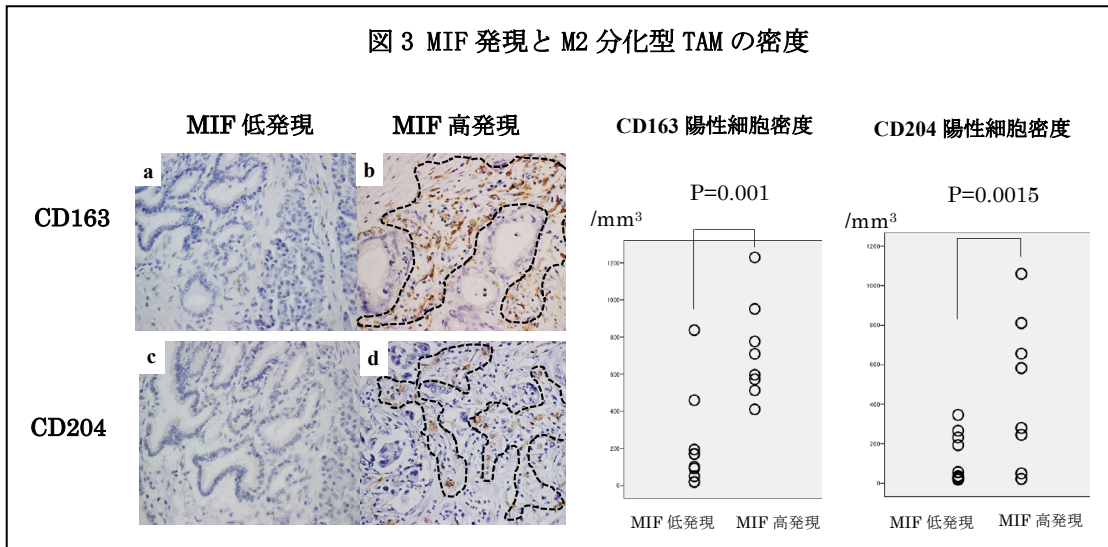 図 3 MIF 発現と M2 分化型 TAM の密度
MIF 低発現
MIF 高発現
a
b
CD163
c
d
CD204
CD163 陽性細胞密度
P=0.001
/mm³
1200
1000
800
600
400
200
0
MIF 低発現
MIF 高発現
CD204 陽性細胞密度
P=0.0015
/mm³
1200
1000
800
600
400
200
0
MIF 低発現
MIF 高発現